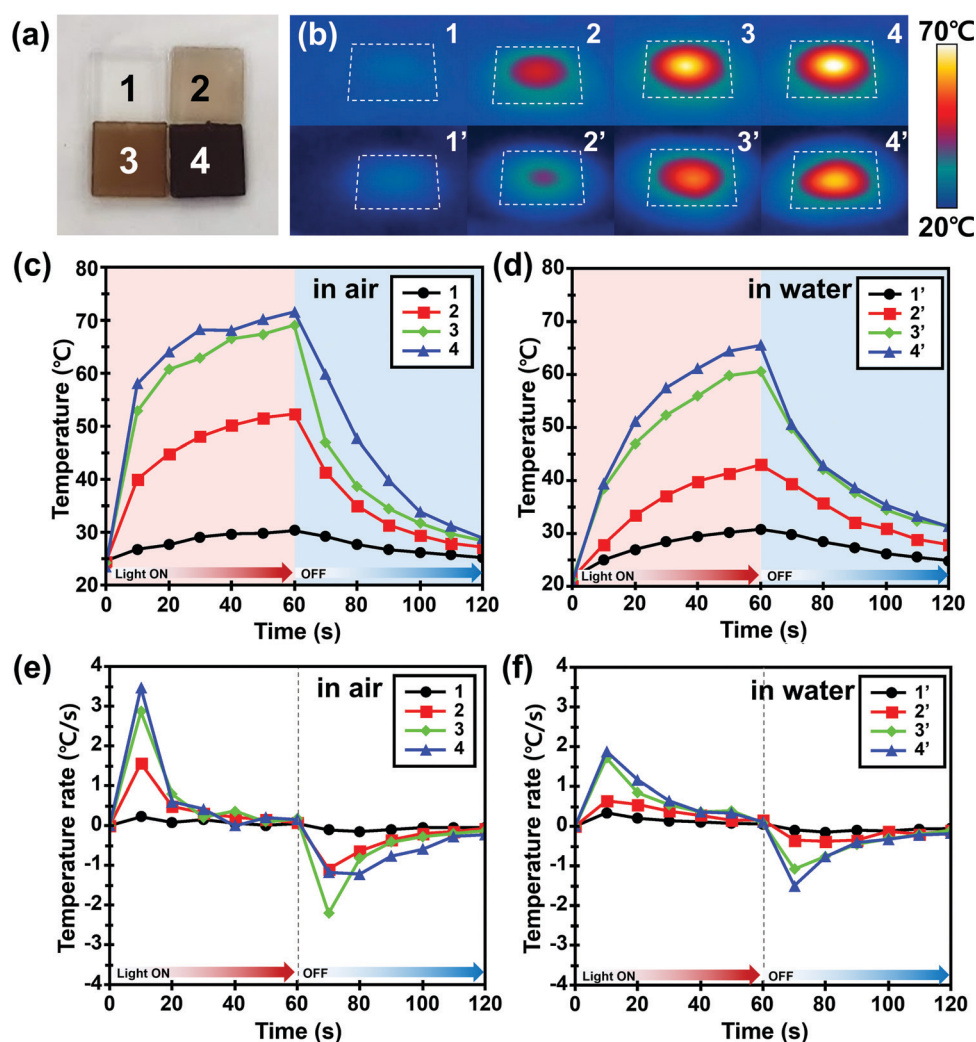 (a)
1
2
3
4
(b)
1
2
3
4
70℃
1’
2’
3’
4’
20℃
(c)
in air
1
2
3
4
Temperature (℃)
80
70
60
50
40
30
20
Light ON
OFF
0 20 40 60 80 100 120
Time (s)
(d)
in water
1’
2’
3’
4’
Temperature (℃)
80
70
60
50
40
30
20
Light ON
OFF
0 20 40 60 80 100 120
Time (s)
(e)
in air
1
2
3
4
Temperature rate (℃/s)
4
3
2
1
0
-1
-2
-3
-4
Light ON
OFF
0 20 40 60 80 100 120
Time (s)
(f)
in water
1’
2’
3’
4’
Temperature rate (℃/s)
4
3
2
1
0
-1
-2
-3
-4
Light ON
OFF
0 20 40 60 80 100 120
Time (s)